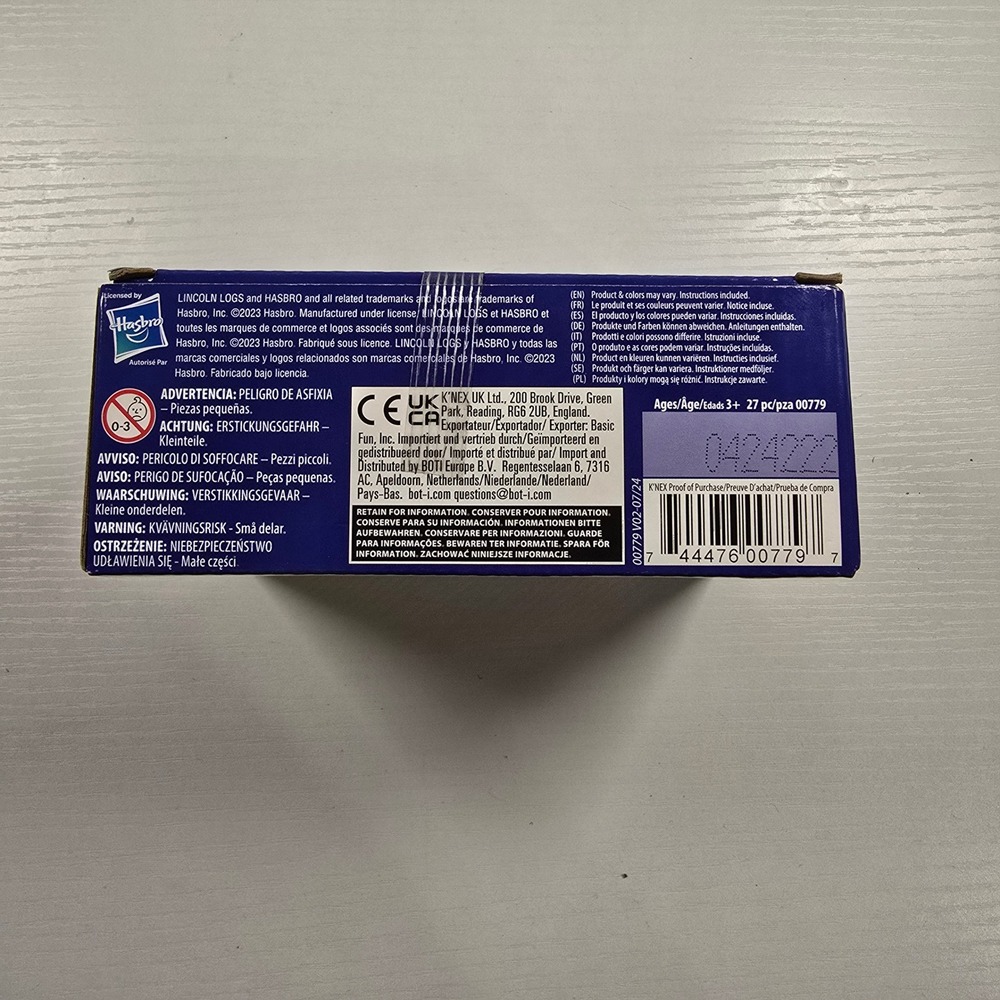 Licensed by
Hasbro
Autorisé Par
LINCOLN LOGS and HASBRO and all related trademarks and logos are trademarks of
Hasbro, Inc. ©2023 Hasbro. Manufactured under license/ LINCOLN LOGS et HASBRO et
toutes les marques de commerce et logos associés sont des marques de commerce de
Hasbro, Inc. ©2023 Hasbro. Fabriqué sous licence. LINCOLN LOGS y HASBRO y todas las
marcas comerciales y logos relacionados son marcas comerciales de Hasbro, Inc. ©2023
Hasbro. Fabricado bajo licencia.
(EN) Product & colors may vary. Instructions included.
(FR) Le produit et ses couleurs peuvent varier. Notice incluse.
(ES) El producto y los colores pueden variar. Instrucciones incluidas.
(DE) Produkte und Farben können abweichen. Anleitungen enthalten.
(IT) Prodotti e colori possono differire. Istruzioni incluse.
(PT) O produto e as cores podem variar. Instruções incluídas.
(NL) Product en kleuren kunnen variëren. Instructies inclusief.
(SE) Produkt och färger kan variera. Instruktioner medföljer.
(PL) Produkty i kolory mogą się różnić. Instrukcje zawarte.
0-3
ADVERTENCIA: PELIGRO DE ASFIXIA
– Piezas pequeñas.
ACHTUNG: ERSTICKUNGSGEFAHR –
Kleinteile.
AVVISO: PERICOLO DI SOFFOCARE – Pezzi piccoli.
AVISO: PERIGO DE SUFOCAÇÃO – Peças pequenas.
WAARSCHUWING: VERSTIKKINGSGEVAAR –
Kleine onderdelen.
VARNING: KVÄVNINGSRISK - Små delar.
OSTRZEŻENIE: NIEBEZPIECZEŃSTWO
UDŁAWIENIA SIĘ - Małe części.
CE UK CA
K'NEX UK Ltd., 200 Brook Drive, Green
Park, Reading, RG6 2UB, England.
Exportateur/Exportador/ Exporter: Basic
Fun, Inc. Importiert und vertrieb durch/Geïmporteerd en
gedistribueerd door/ Importé et distribué par/ Import and
Distributed by BOTI Europe B.V. Regentesselaan 6, 7316
AC, Apeldoorn, Netherlands/Niederlande/Nederland/
Pays-Bas. bot-i.com questions@bot-i.com
RETAIN FOR INFORMATION. CONSERVER POUR INFORMATION.
CONSERVE PARA SU INFORMACIÓN. INFORMATIONEN BITTE
AUFBEWAHREN. CONSERVARE PER INFORMAZIONI. GUARDE
PARA INFORMAÇÕES. BEWAREN TER INFORMATIE. SPARA FÖR
INFORMATION. ZACHOWAĆ NINIEJSZE INFORMACJE.
00779 V02-07/24
Ages/Âge/Edads 3+ 27 pc/pza 00779
0424222
K'NEX Proof of Purchase/Preuve D'achat/Prueba de Compra
7 44476 00779 7